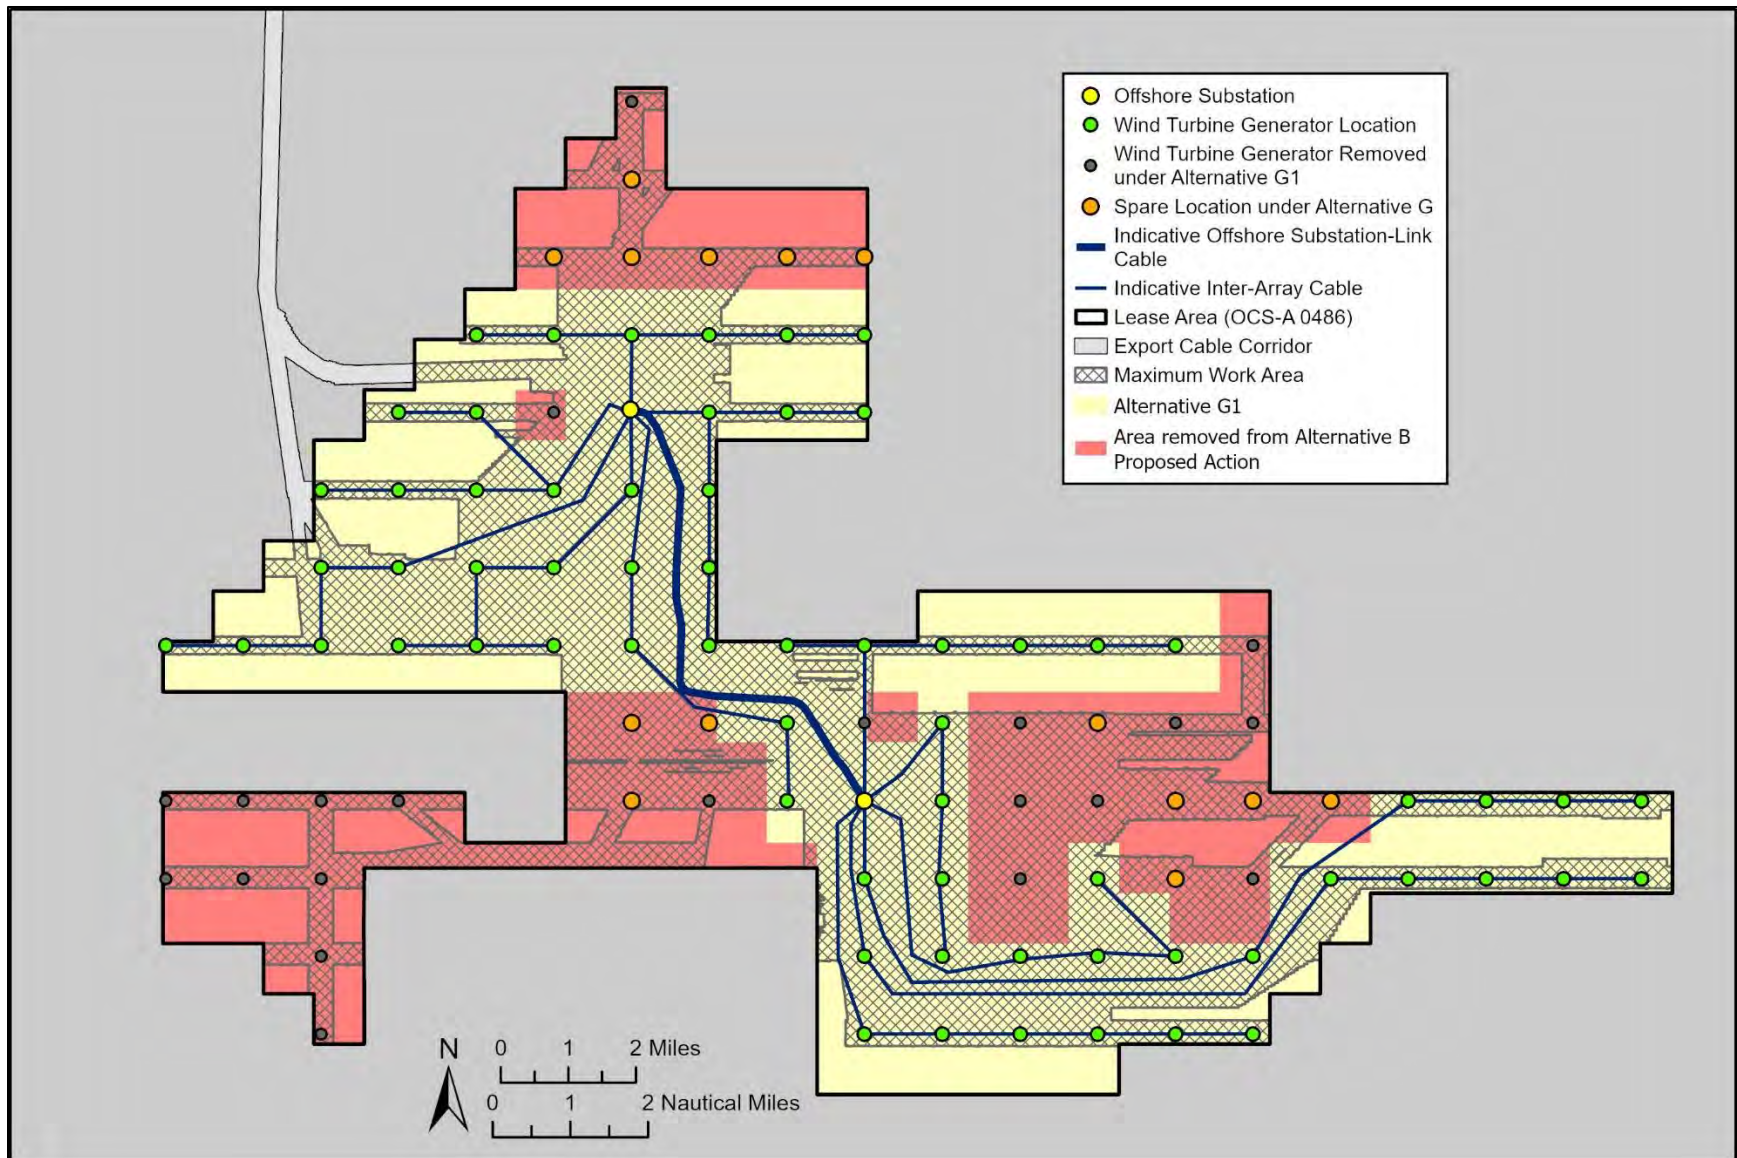 Offshore Substation
Wind Turbine Generator Location
Wind Turbine Generator Removed
under Alternative G1
Spare Location under Alternative G
Indicative Offshore Substation-Link
Cable
Indicative Inter-Array Cable
Lease Area (OCS-A 0486)
Export Cable Corridor
Maximum Work Area
Alternative G1
Area removed from Alternative B
Proposed Action
N
0 1 2 Miles
0 1 2 Nautical Miles